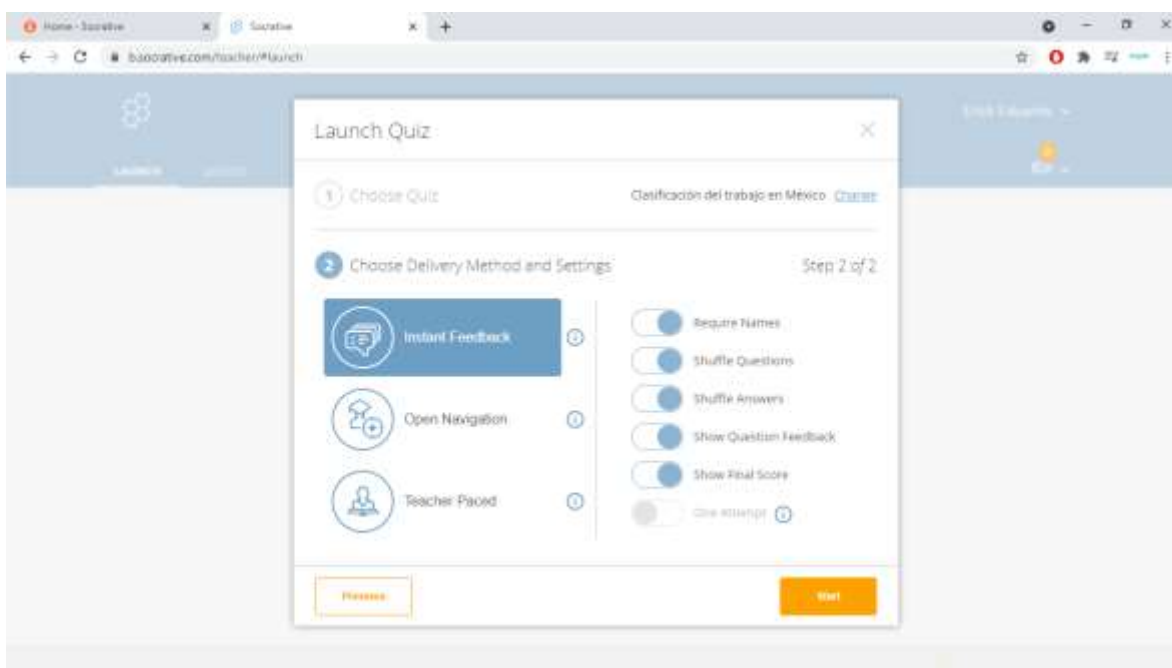 Home - Socrative
Socrative
b.socrative.com/teacher/#launch
LAUNCH
Launch Quiz
1 Choose Quiz
Clasificación del trabajo en México Change
2 Choose Delivery Method and Settings
Step 2 of 2
Instant Feedback
Open Navigation
Teacher Paced
Require Names
Shuffle Questions
Shuffle Answers
Show Question Feedback
Show Final Score
One Attempt
Previous
Start